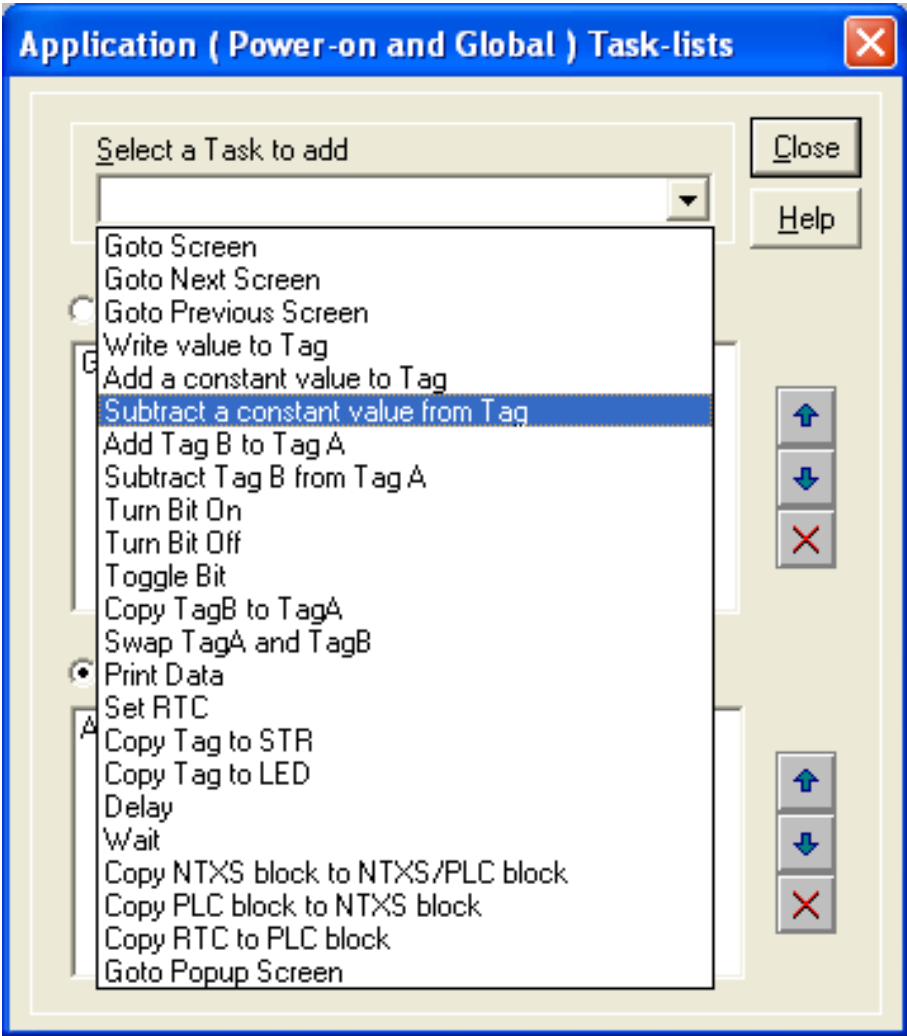 Application ( Power-on and Global ) Task-lists
Select a Task to add
Close
Help
Goto Screen
Goto Next Screen
Goto Previous Screen
Write value to Tag
Add a constant value to Tag
Subtract a constant value from Tag
Add Tag B to Tag A
Subtract Tag B from Tag A
Turn Bit On
Turn Bit Off
Toggle Bit
Copy TagB to TagA
Swap TagA and TagB
Print Data
Set RTC
Copy Tag to STR
Copy Tag to LED
Delay
Wait
Copy NTXS block to NTXS/PLC block
Copy PLC block to NTXS block
Copy RTC to PLC block
Goto Popup Screen